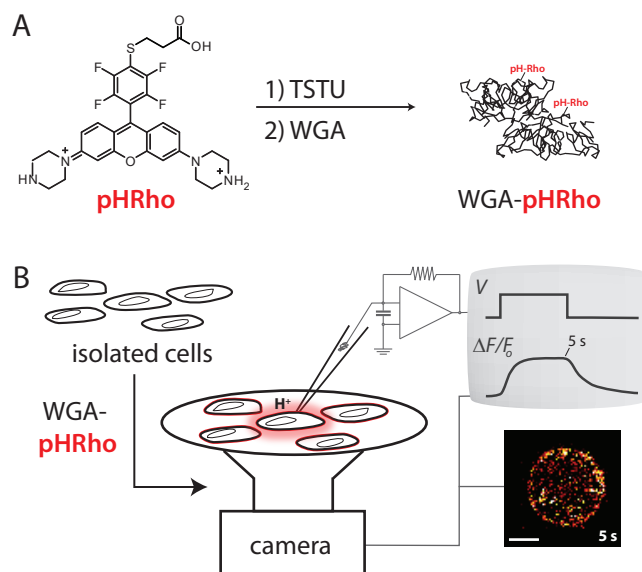 A
O
OH
S
F
F
F
F
+
N
O
N
HN
+
NH2
pHRho
1) TSTU
2) WGA
pH-Rho
pH-Rho
WGA-pHRho
B
isolated cells
WGA-
pHRho
H+
camera
V
ΔF/Fo
5 s
5 s